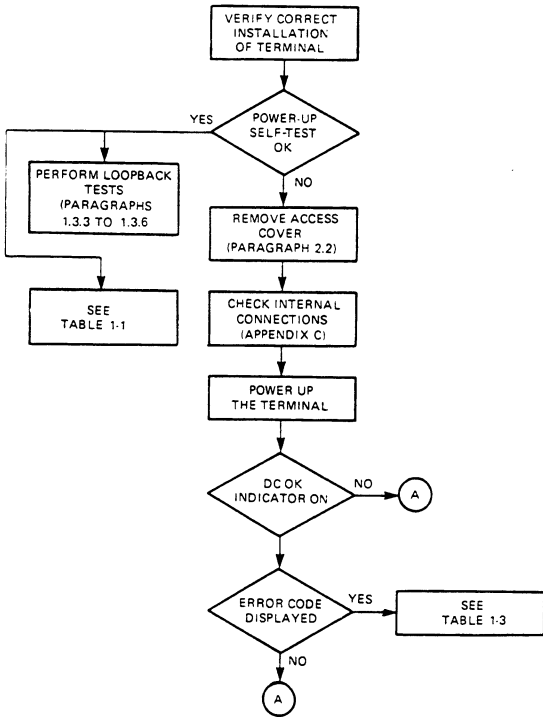 VERIFY CORRECT
INSTALLATION
OF TERMINAL
YES
POWER-UP
SELF-TEST
OK
NO
PERFORM LOOPBACK
TESTS
(PARAGRAPHS
1.3.3 TO 1.3.6
REMOVE ACCESS
COVER
(PARAGRAPH 2.2)
SEE
TABLE 1-1
CHECK INTERNAL
CONNECTIONS
(APPENDIX C)
POWER UP
THE TERMINAL
DC OK
INDICATOR ON
NO
A
ERROR CODE
DISPLAYED
YES
SEE
TABLE 1-3
NO
A